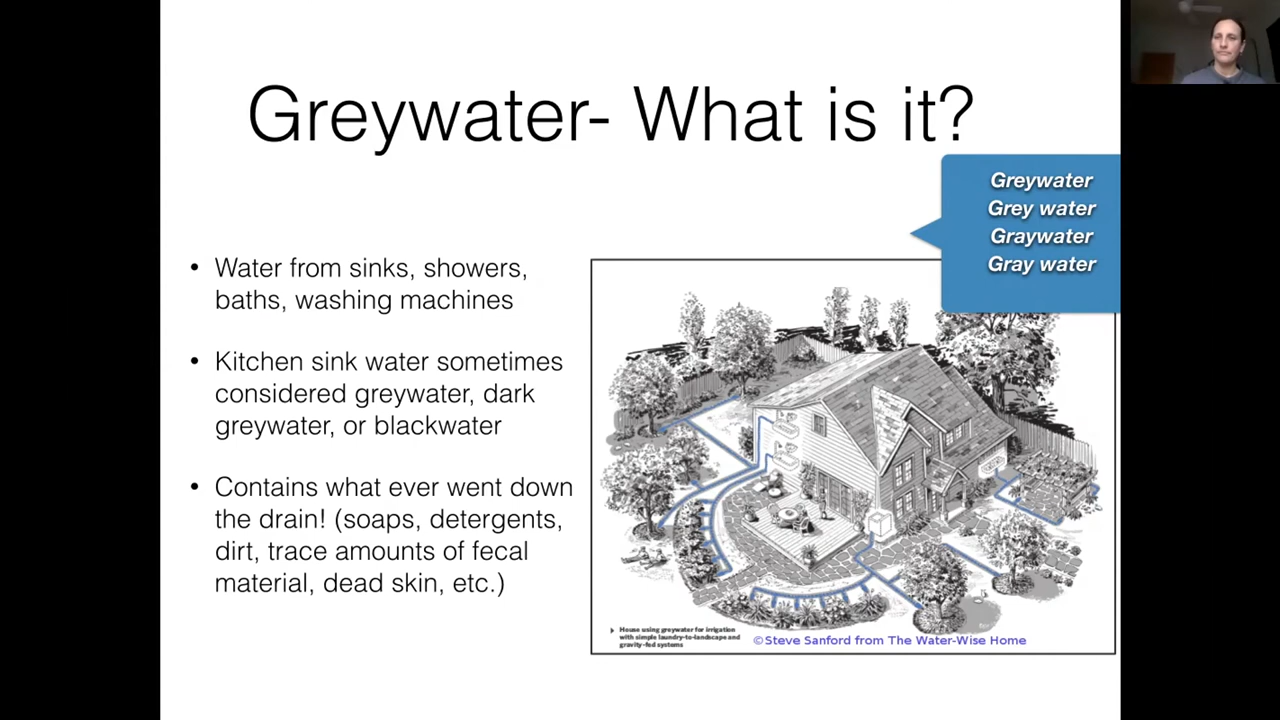 Greywater- What is it?
Greywater
Grey water
Graywater
Gray water
• Water from sinks, showers,
baths, washing machines
• Kitchen sink water sometimes
considered greywater, dark
greywater, or blackwater
• Contains what ever went down
the drain! (soaps, detergents,
dirt, trace amounts of fecal
material, dead skin, etc.)
House using greywater for irrigation
with simple laundry-to-landscape and
gravity-fed systems
©Steve Sanford from The Water-Wise Home